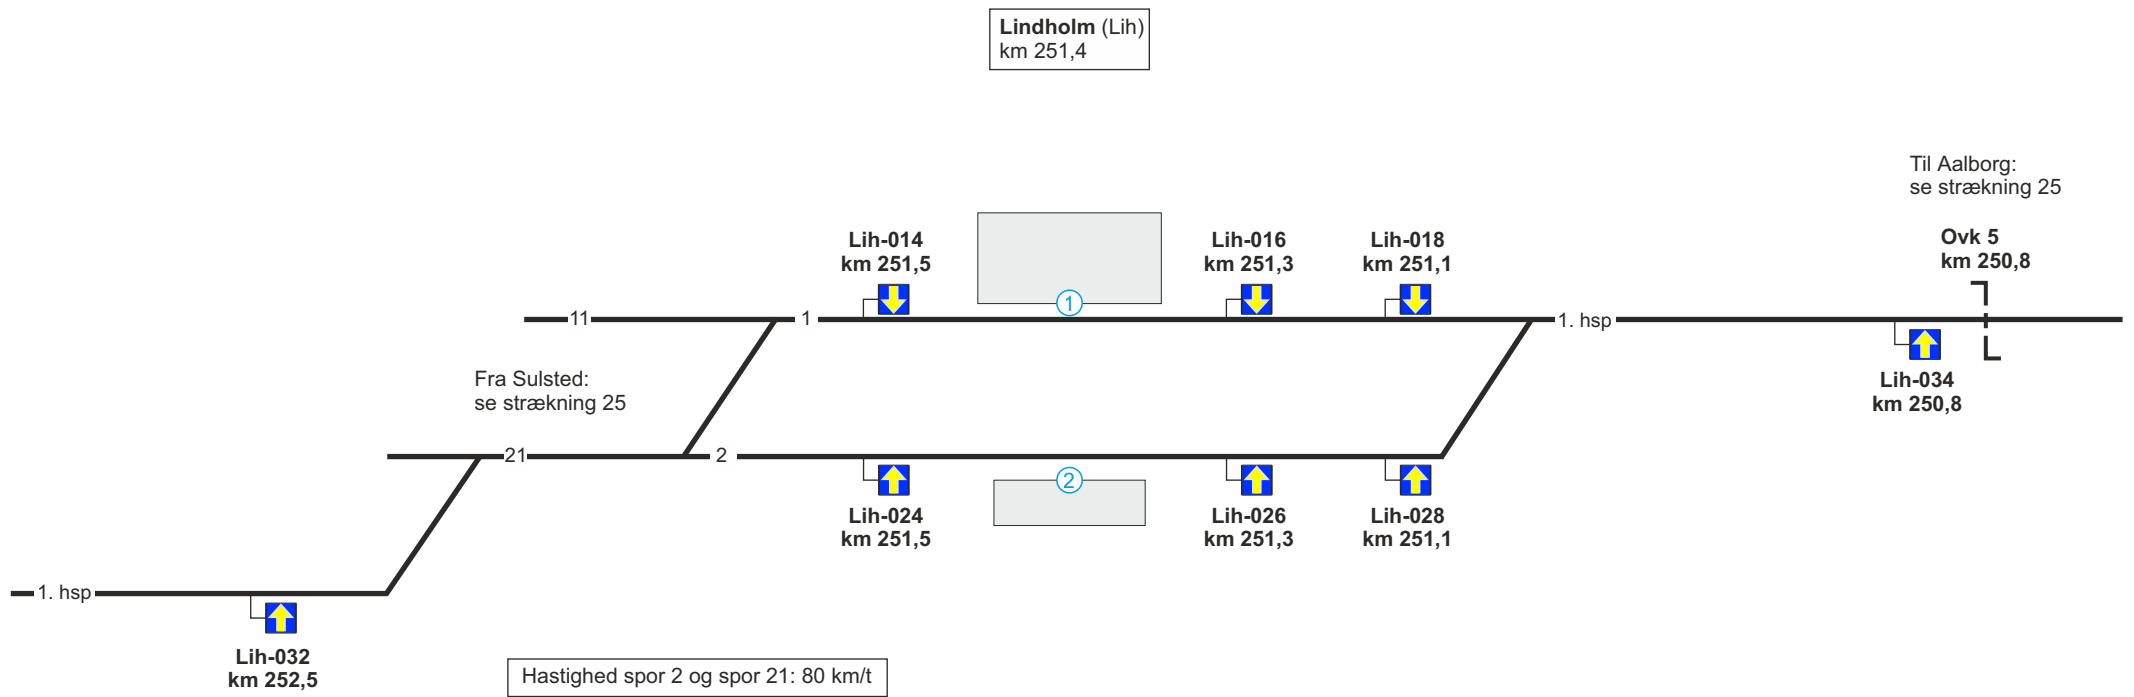 Lindholm (Lih)
km 251,4
Til Aalborg:
se strækning 25
Ovk 5
km 250,8
Lih-014
km 251,5
Lih-016
km 251,3
Lih-018
km 251,1
1
11
1
1. hsp
Lih-034
km 250,8
Fra Sulsted:
se strækning 25
21
2
2
Lih-024
km 251,5
Lih-026
km 251,3
Lih-028
km 251,1
1. hsp
Lih-032
km 252,5
Hastighed spor 2 og spor 21: 80 km/t